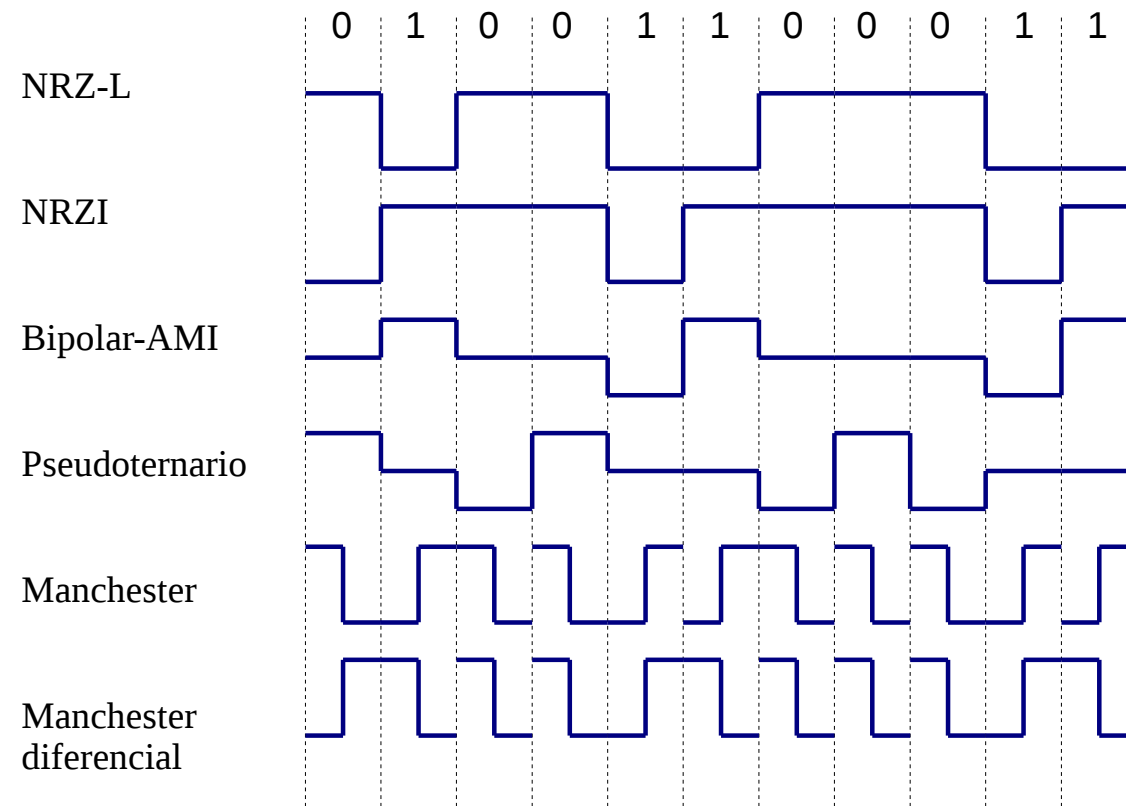 0 1 0 0 1 1 0 0 0 1 1
NRZ-L
NRZI
Bipolar-AMI
Pseudoternario
Manchester
Manchester
diferencial